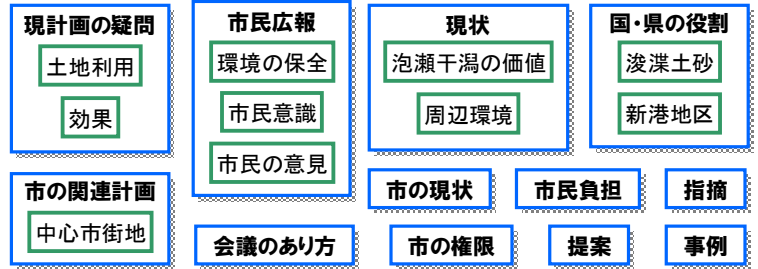 現計画の疑問
土地利用
効果
市の関連計画
中心市街地
市民広報
環境の保全
市民意識
市民の意見
現状
泡瀬干潟の価値
周辺環境
国・県の役割
浚渫土砂
新港地区
市の現状
市民負担
指摘
会議のあり方
市の権限
提案
事例